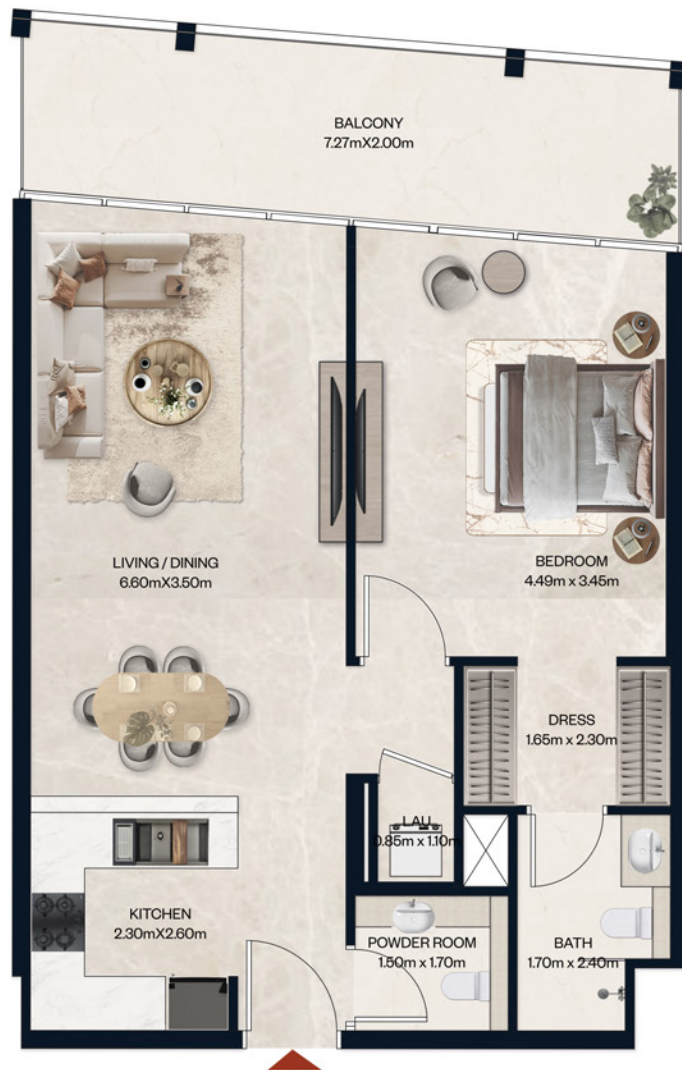 BALCONY
7.27mX2.00m
LIVING / DINING
6.60mX3.50m
BEDROOM
4.49m x 3.45m
DRESS
1.65m x 2.30m
LAU.
0.85m x 1.10m
KITCHEN
2.30mX2.60m
POWDER ROOM
1.50m x 1.70m
BATH
1.70m x 2.40m